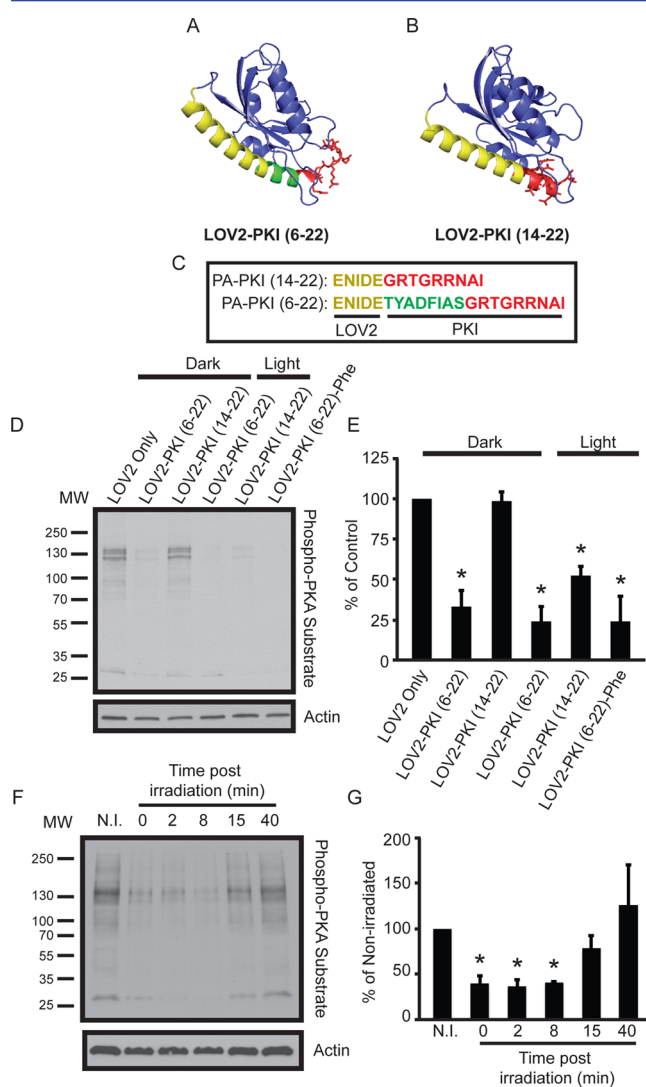 A
B
LOV2-PKI (6-22)
LOV2-PKI (14-22)
C
PA-PKI (14-22): ENIDEGRTGRRNAI
PA-PKI (6-22): ENIDETYADFIASGRTGRRNAI
LOV2
PKI
D
Dark
Light
LOV2 Only
LOV2-PKI (6-22)
LOV2-PKI (14-22)
LOV2-PKI (6-22)
LOV2-PKI (14-22)
LOV2-PKI (6-22)-Phe
MW
250
130
100
70
55
35
25
Phospho-PKA Substrate
Actin
E
Dark
Light
% of Control
125
100
75
50
25
0
*
*
*
*
LOV2 Only
LOV2-PKI (6-22)
LOV2-PKI (14-22)
LOV2-PKI (6-22)
LOV2-PKI (14-22)
LOV2-PKI (6-22)-Phe
F
Time post
irradiation (min)
MW
N.I. 0 2 8 15 40
250
130
100
70
55
35
25
Phospho-PKA Substrate
Actin
G
% of Non-irradiated
200
150
100
50
0
* * *
N.I. 0 2 8 15 40
Time post
irradiation (min)